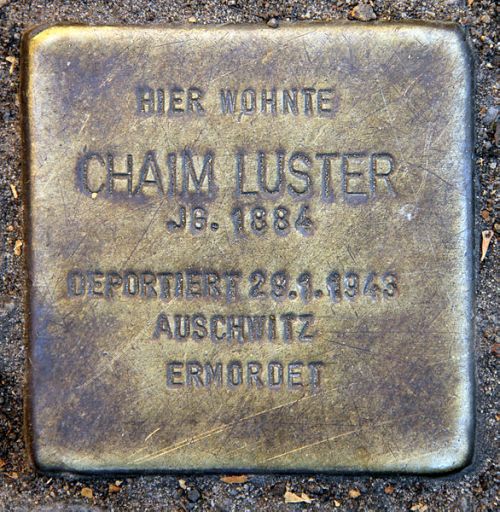 HIER WOHNTE
CHAIM LUSTER
JG. 1884
DEPORTIERT 29.1.1943
AUSCHWITZ
ERMORDET